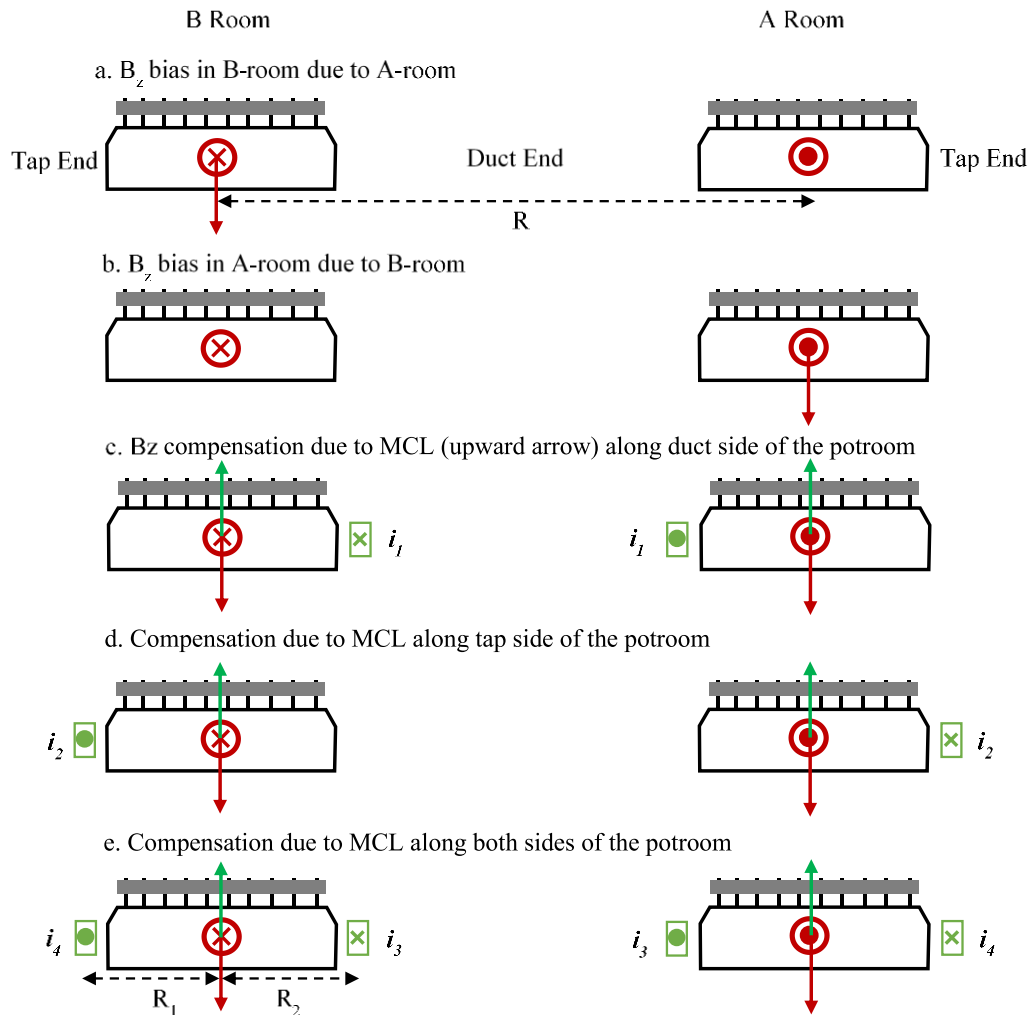 B Room A Room
a. Bz bias in B-room due to A-room
Tap End Duct End Tap End
R
b. Bz bias in A-room due to B-room
c. Bz compensation due to MCL (upward arrow) along duct side of the potroom
i1 i1
d. Compensation due to MCL along tap side of the potroom
i2 i2
e. Compensation due to MCL along both sides of the potroom
i4 i3 i3 i4
R1 R2